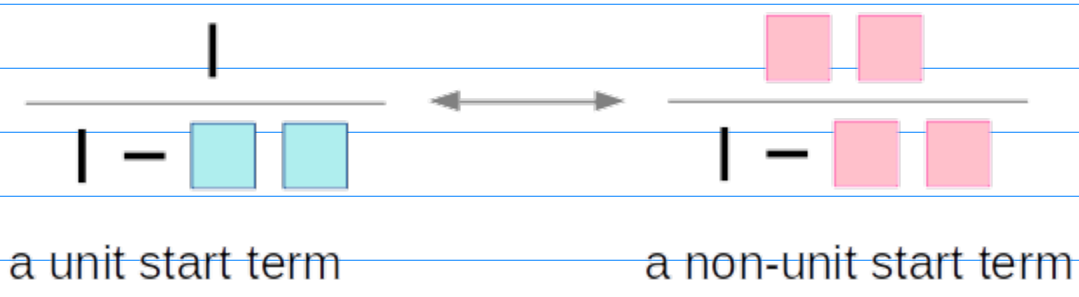 1
1 −
1 −
a unit start term
a non-unit start term